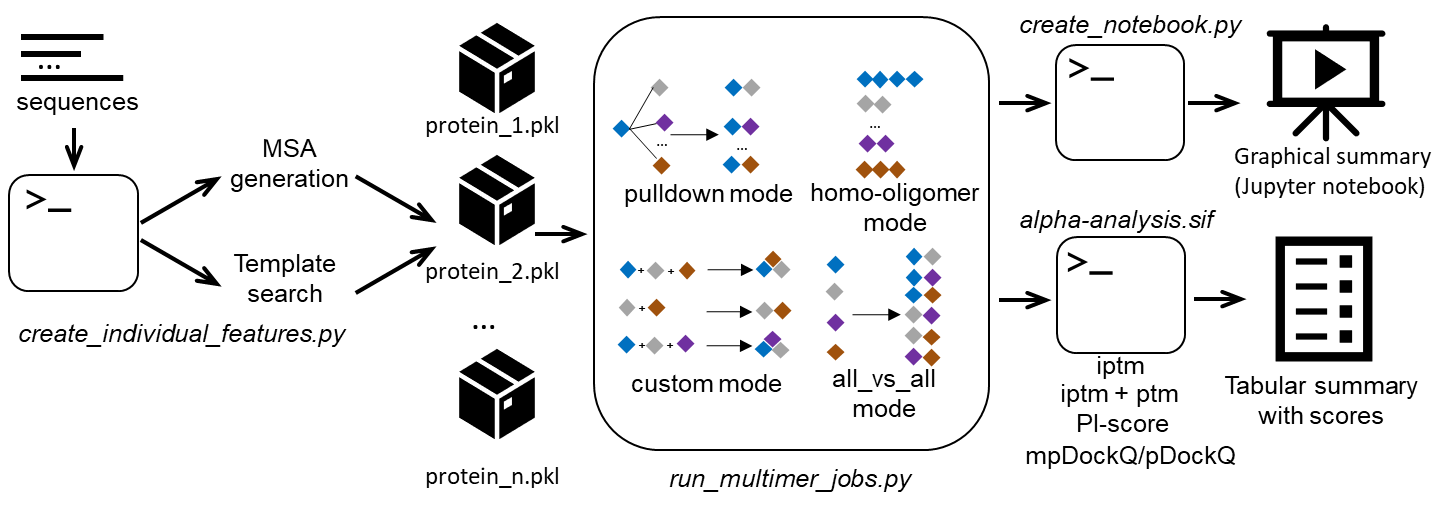 sequences
>_
MSA
generation
Template
search
create_individual_features.py
protein_1.pkl
protein_2.pkl
...
protein_n.pkl
...
...
pulldown mode
...
homo-oligomer
mode
+ +
+
+ +
custom mode
all_vs_all
mode
run_multimer_jobs.py
create_notebook.py
>_
Graphical summary
(Jupyter notebook)
alpha-analysis.sif
>_
iptm
iptm + ptm
PI-score
mpDockQ/pDockQ
Tabular summary
with scores